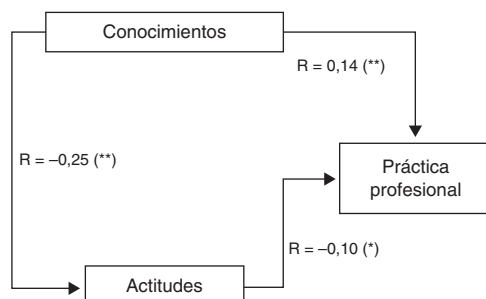 Conocimientos
R = 0,14 (**)
R = –0,25 (**)
Práctica
profesional
R = –0,10 (*)
Actitudes